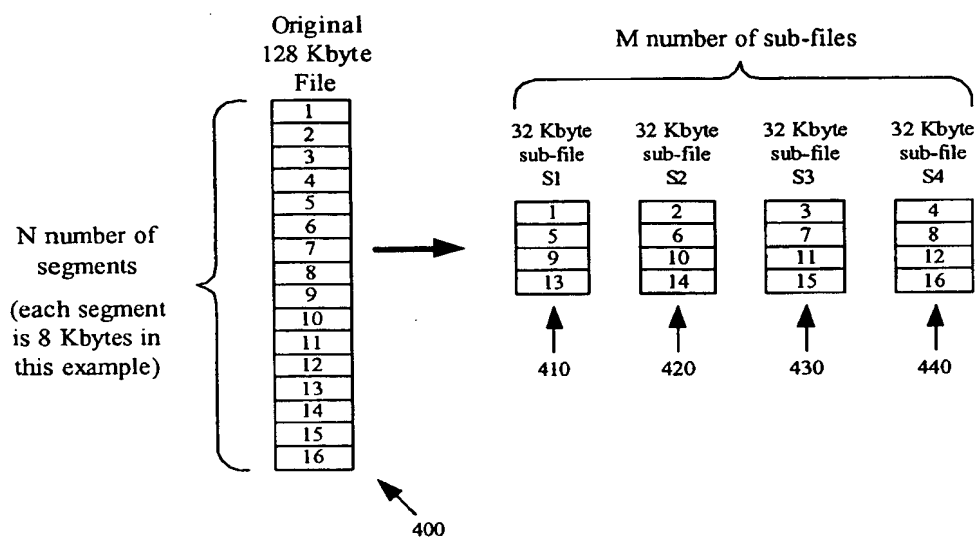 Original
128 Kbyte
File
1
2
3
4
5
6
7
8
9
10
11
12
13
14
15
16
N number of
segments
(each segment
is 8 Kbytes in
this example)
400
M number of sub-files
32 Kbyte
sub-file
S1
1
5
9
13
410
32 Kbyte
sub-file
S2
2
6
10
14
420
32 Kbyte
sub-file
S3
3
7
11
15
430
32 Kbyte
sub-file
S4
4
8
12
16
440